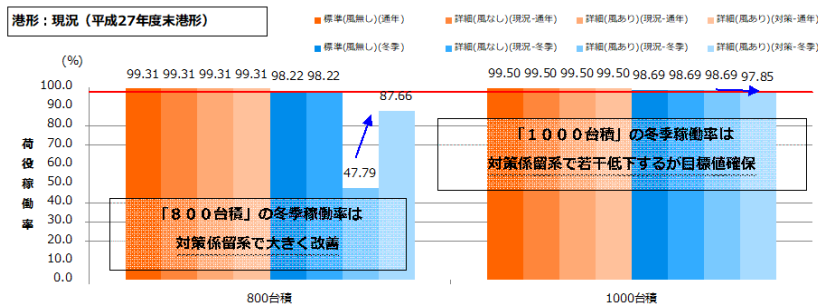 港形：現況（平成27年度末港形）
標準(風無し)(通年)
詳細(風なし)(現況-通年)
詳細(風あり)(現況-通年)
詳細(風あり)(対策-通年)
標準(風無し)(冬季)
詳細(風なし)(現況-冬季)
詳細(風あり)(現況-冬季)
詳細(風あり)(対策-冬季)
(％)
99.31 99.31 99.31 99.31 98.22 98.22
47.79
87.66
99.50 99.50 99.50 99.50 98.69 98.69 98.69 97.85
100.0
90.0
80.0
70.0
60.0
50.0
40.0
30.0
20.0
10.0
0.0
荷役稼働率
「８００台積」の冬季稼働率は
対策係留系で大きく改善
「１０００台積」の冬季稼働率は
対策係留系で若干低下するが目標値確保
800台積
1000台積